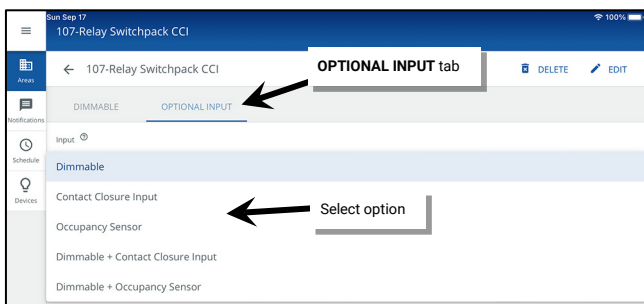 Sun Sep 17
100%
107-Relay Switchpack CCI
Areas
107-Relay Switchpack CCI
OPTIONAL INPUT tab
DELETE
EDIT
Notifications
DIMMABLE
OPTIONAL INPUT
Input
Schedule
Dimmable
Devices
Contact Closure Input
Select option
Occupancy Sensor
Dimmable + Contact Closure Input
Dimmable + Occupancy Sensor